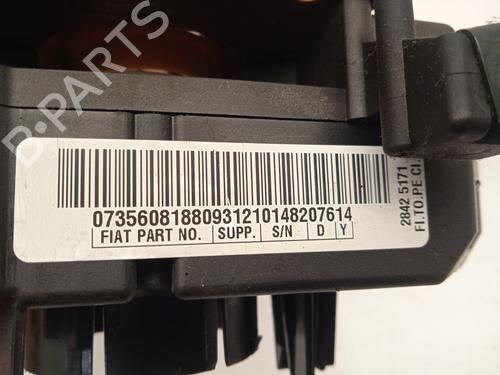 B-PARTS
07356081880931210148207614
FIAT PART NO. SUPP. S/N D Y
2842 5171
FI.TO.PE.CI.